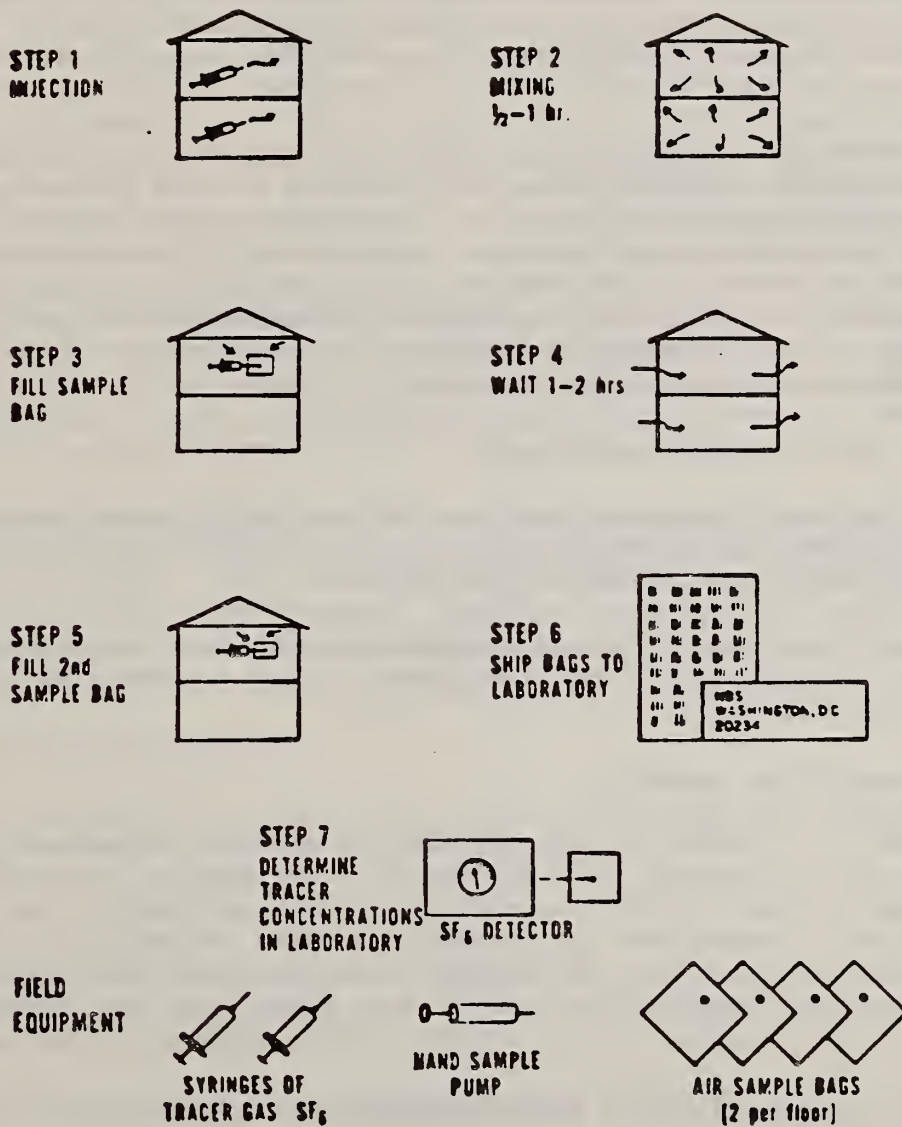 STEP 1
INJECTION
STEP 2
MIXING
½–1 hr.
STEP 3
FILL SAMPLE
BAG
STEP 4
WAIT 1–2 hrs
STEP 5
FILL 2nd
SAMPLE BAG
STEP 6
SHIP BAGS TO
LABORATORY
NBS
WASHINGTON, DC
20234
STEP 7
DETERMINE
TRACER
CONCENTRATIONS
IN LABORATORY
SF₆ DETECTOR
FIELD
EQUIPMENT
SYRINGES OF
TRACER GAS SF₆
HAND SAMPLE
PUMP
AIR SAMPLE BAGS
(2 per floor)